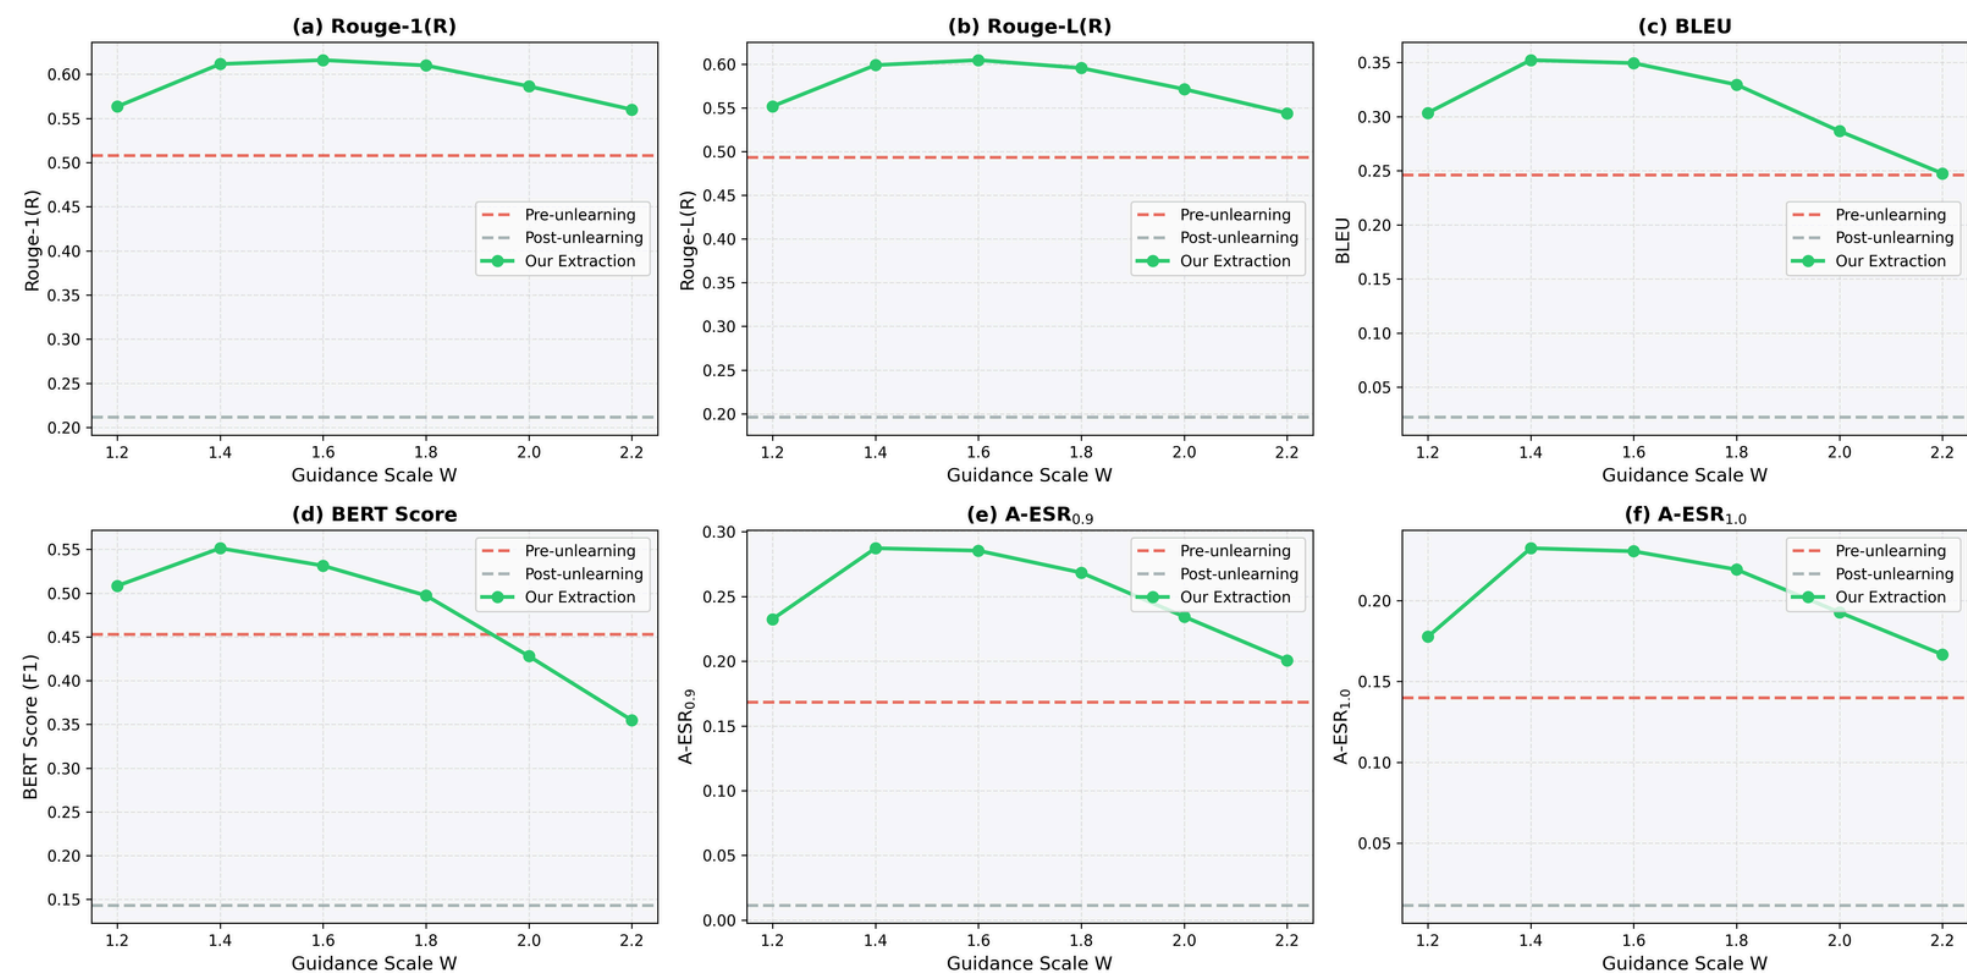 (a) Rouge-1(R)
Rouge-1(R)
0.60
0.55
0.50
0.45
0.40
0.35
0.30
0.25
0.20
Pre-unlearning
Post-unlearning
Our Extraction
1.2 1.4 1.6 1.8 2.0 2.2
Guidance Scale W
(b) Rouge-L(R)
Rouge-L(R)
0.60
0.55
0.50
0.45
0.40
0.35
0.30
0.25
0.20
Pre-unlearning
Post-unlearning
Our Extraction
1.2 1.4 1.6 1.8 2.0 2.2
Guidance Scale W
(c) BLEU
BLEU
0.35
0.30
0.25
0.20
0.15
0.10
0.05
Pre-unlearning
Post-unlearning
Our Extraction
1.2 1.4 1.6 1.8 2.0 2.2
Guidance Scale W
(d) BERT Score
BERT Score (F1)
0.55
0.50
0.45
0.40
0.35
0.30
0.25
0.20
0.15
Pre-unlearning
Post-unlearning
Our Extraction
1.2 1.4 1.6 1.8 2.0 2.2
Guidance Scale W
(e) A-ESR0.9
A-ESR0.9
0.30
0.25
0.20
0.15
0.10
0.05
0.00
Pre-unlearning
Post-unlearning
Our Extraction
1.2 1.4 1.6 1.8 2.0 2.2
Guidance Scale W
(f) A-ESR1.0
A-ESR1.0
0.20
0.15
0.10
0.05
Pre-unlearning
Post-unlearning
Our Extraction
1.2 1.4 1.6 1.8 2.0 2.2
Guidance Scale W